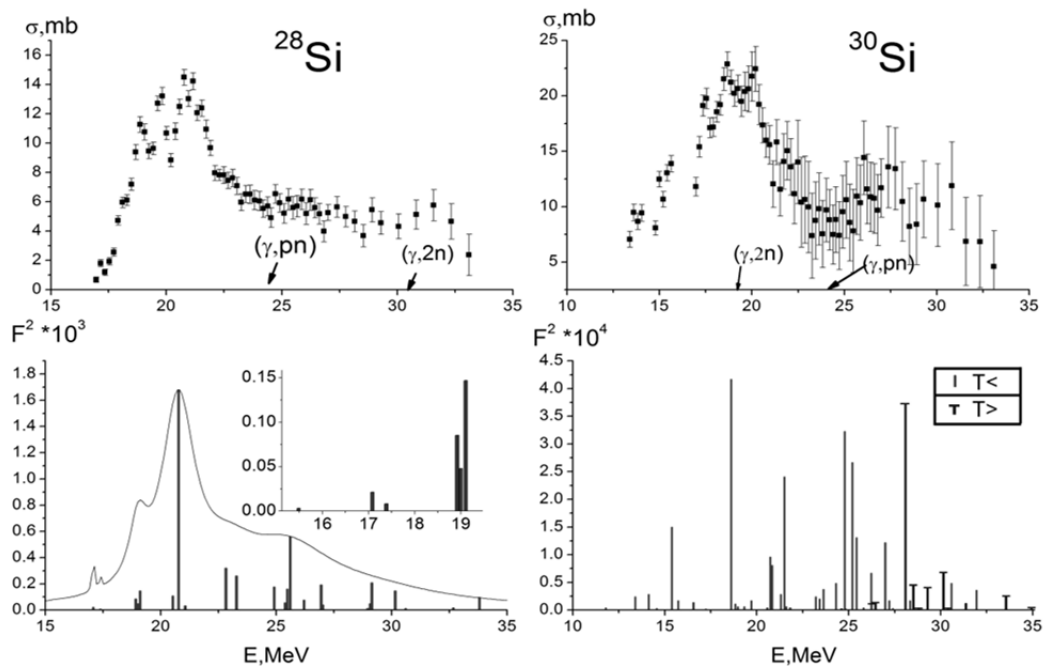 σ,mb
28Si
16
14
12
10
8
6
4
2
0
(γ,pn)
(γ,2n)
15 20 25 30 35
σ,mb
30Si
25
20
15
10
5
(γ,2n)
(γ,pn)
10 15 20 25 30 35
F2 *103
1.8
1.6
1.4
1.2
1.0
0.8
0.6
0.4
0.2
0.0
0.15
0.10
0.05
0.00
16 17 18 19
15 20 25 30 35
E,MeV
F2 *104
4.5
4.0
3.5
3.0
2.5
2.0
1.5
1.0
0.5
0.0
T<
T>
10 15 20 25 30 35
E,MeV